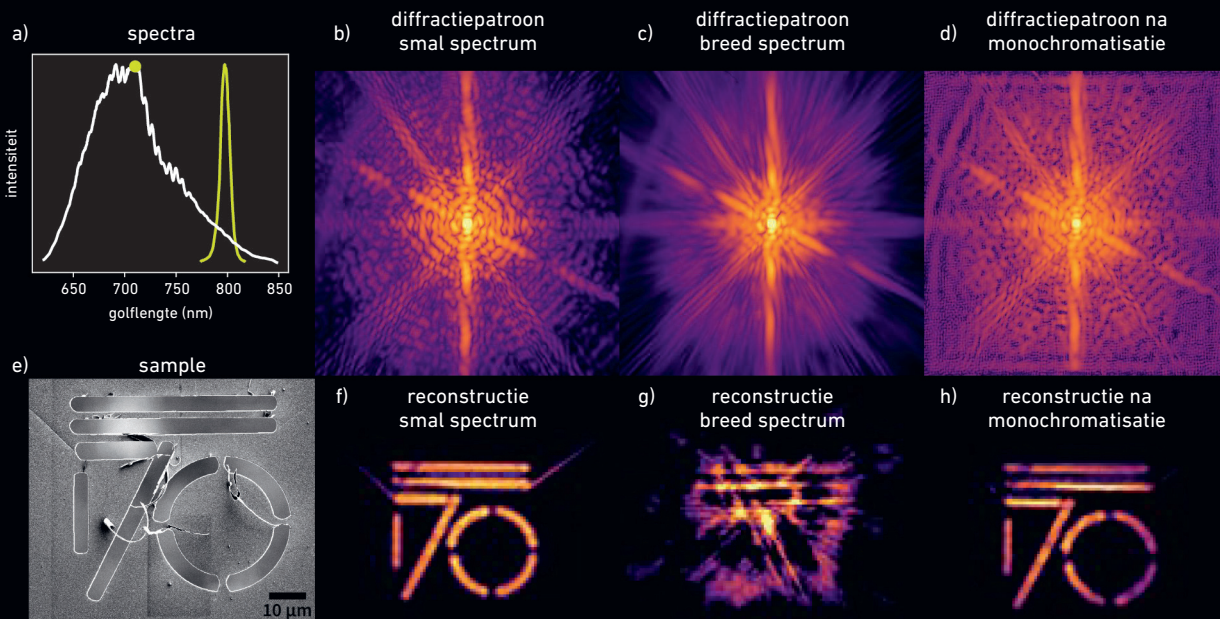 a)
spectra
intensiteit
650 700 750 800 850
golflengte (nm)
b)
diffractiepatroon
smal spectrum
c)
diffractiepatroon
breed spectrum
d)
diffractiepatroon na
monochromatisatie
e)
sample
10 µm
f)
reconstructie
smal spectrum
g)
reconstructie
breed spectrum
h)
reconstructie na
monochromatisatie